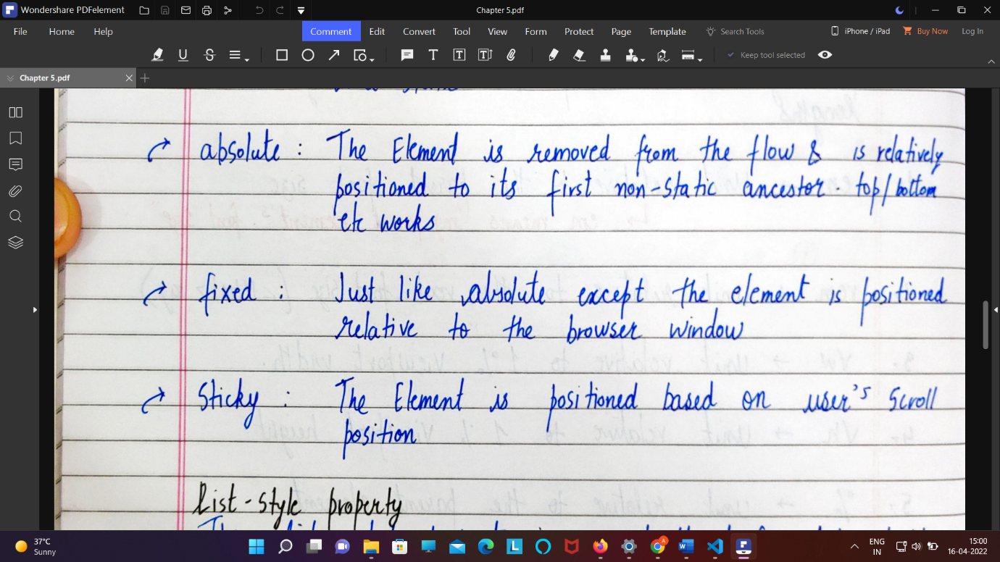 Wondershare PDFelement
Chapter 5.pdf
File Home Help Comment Edit Convert Tool View Form Protect Page Template Search Tools iPhone / iPad Buy Now Log In
Keep tool selected
Chapter 5.pdf
absolute : The Element is removed from the flow & is relatively
positioned to its first non-static ancestor. top/bottom
etc works
fixed : Just like absolute except the element is positioned
relative to the browser window
Sticky : The Element is positioned based on user's Scroll
position
List-style property
37°C
Sunny
ENG
IN
15:00
16-04-2022